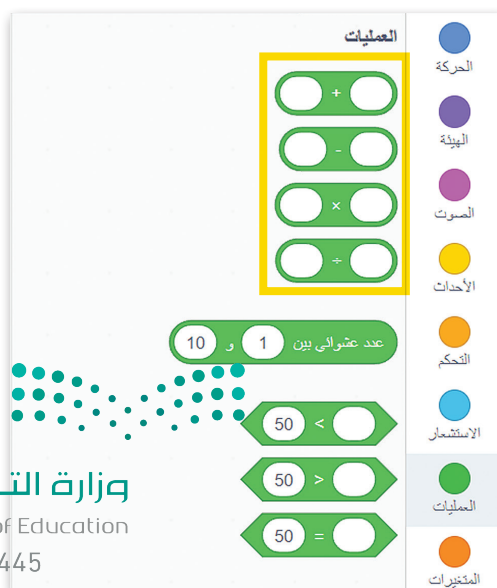 العمليات
+
-
×
÷
عدد عشوائي بين 1 و 10
< 50
> 50
= 50
الحركة
الهيئة
الصوت
الأحداث
التحكم
الاستشعار
العمليات
المتغيرات
وزارة التـ
of Education
445